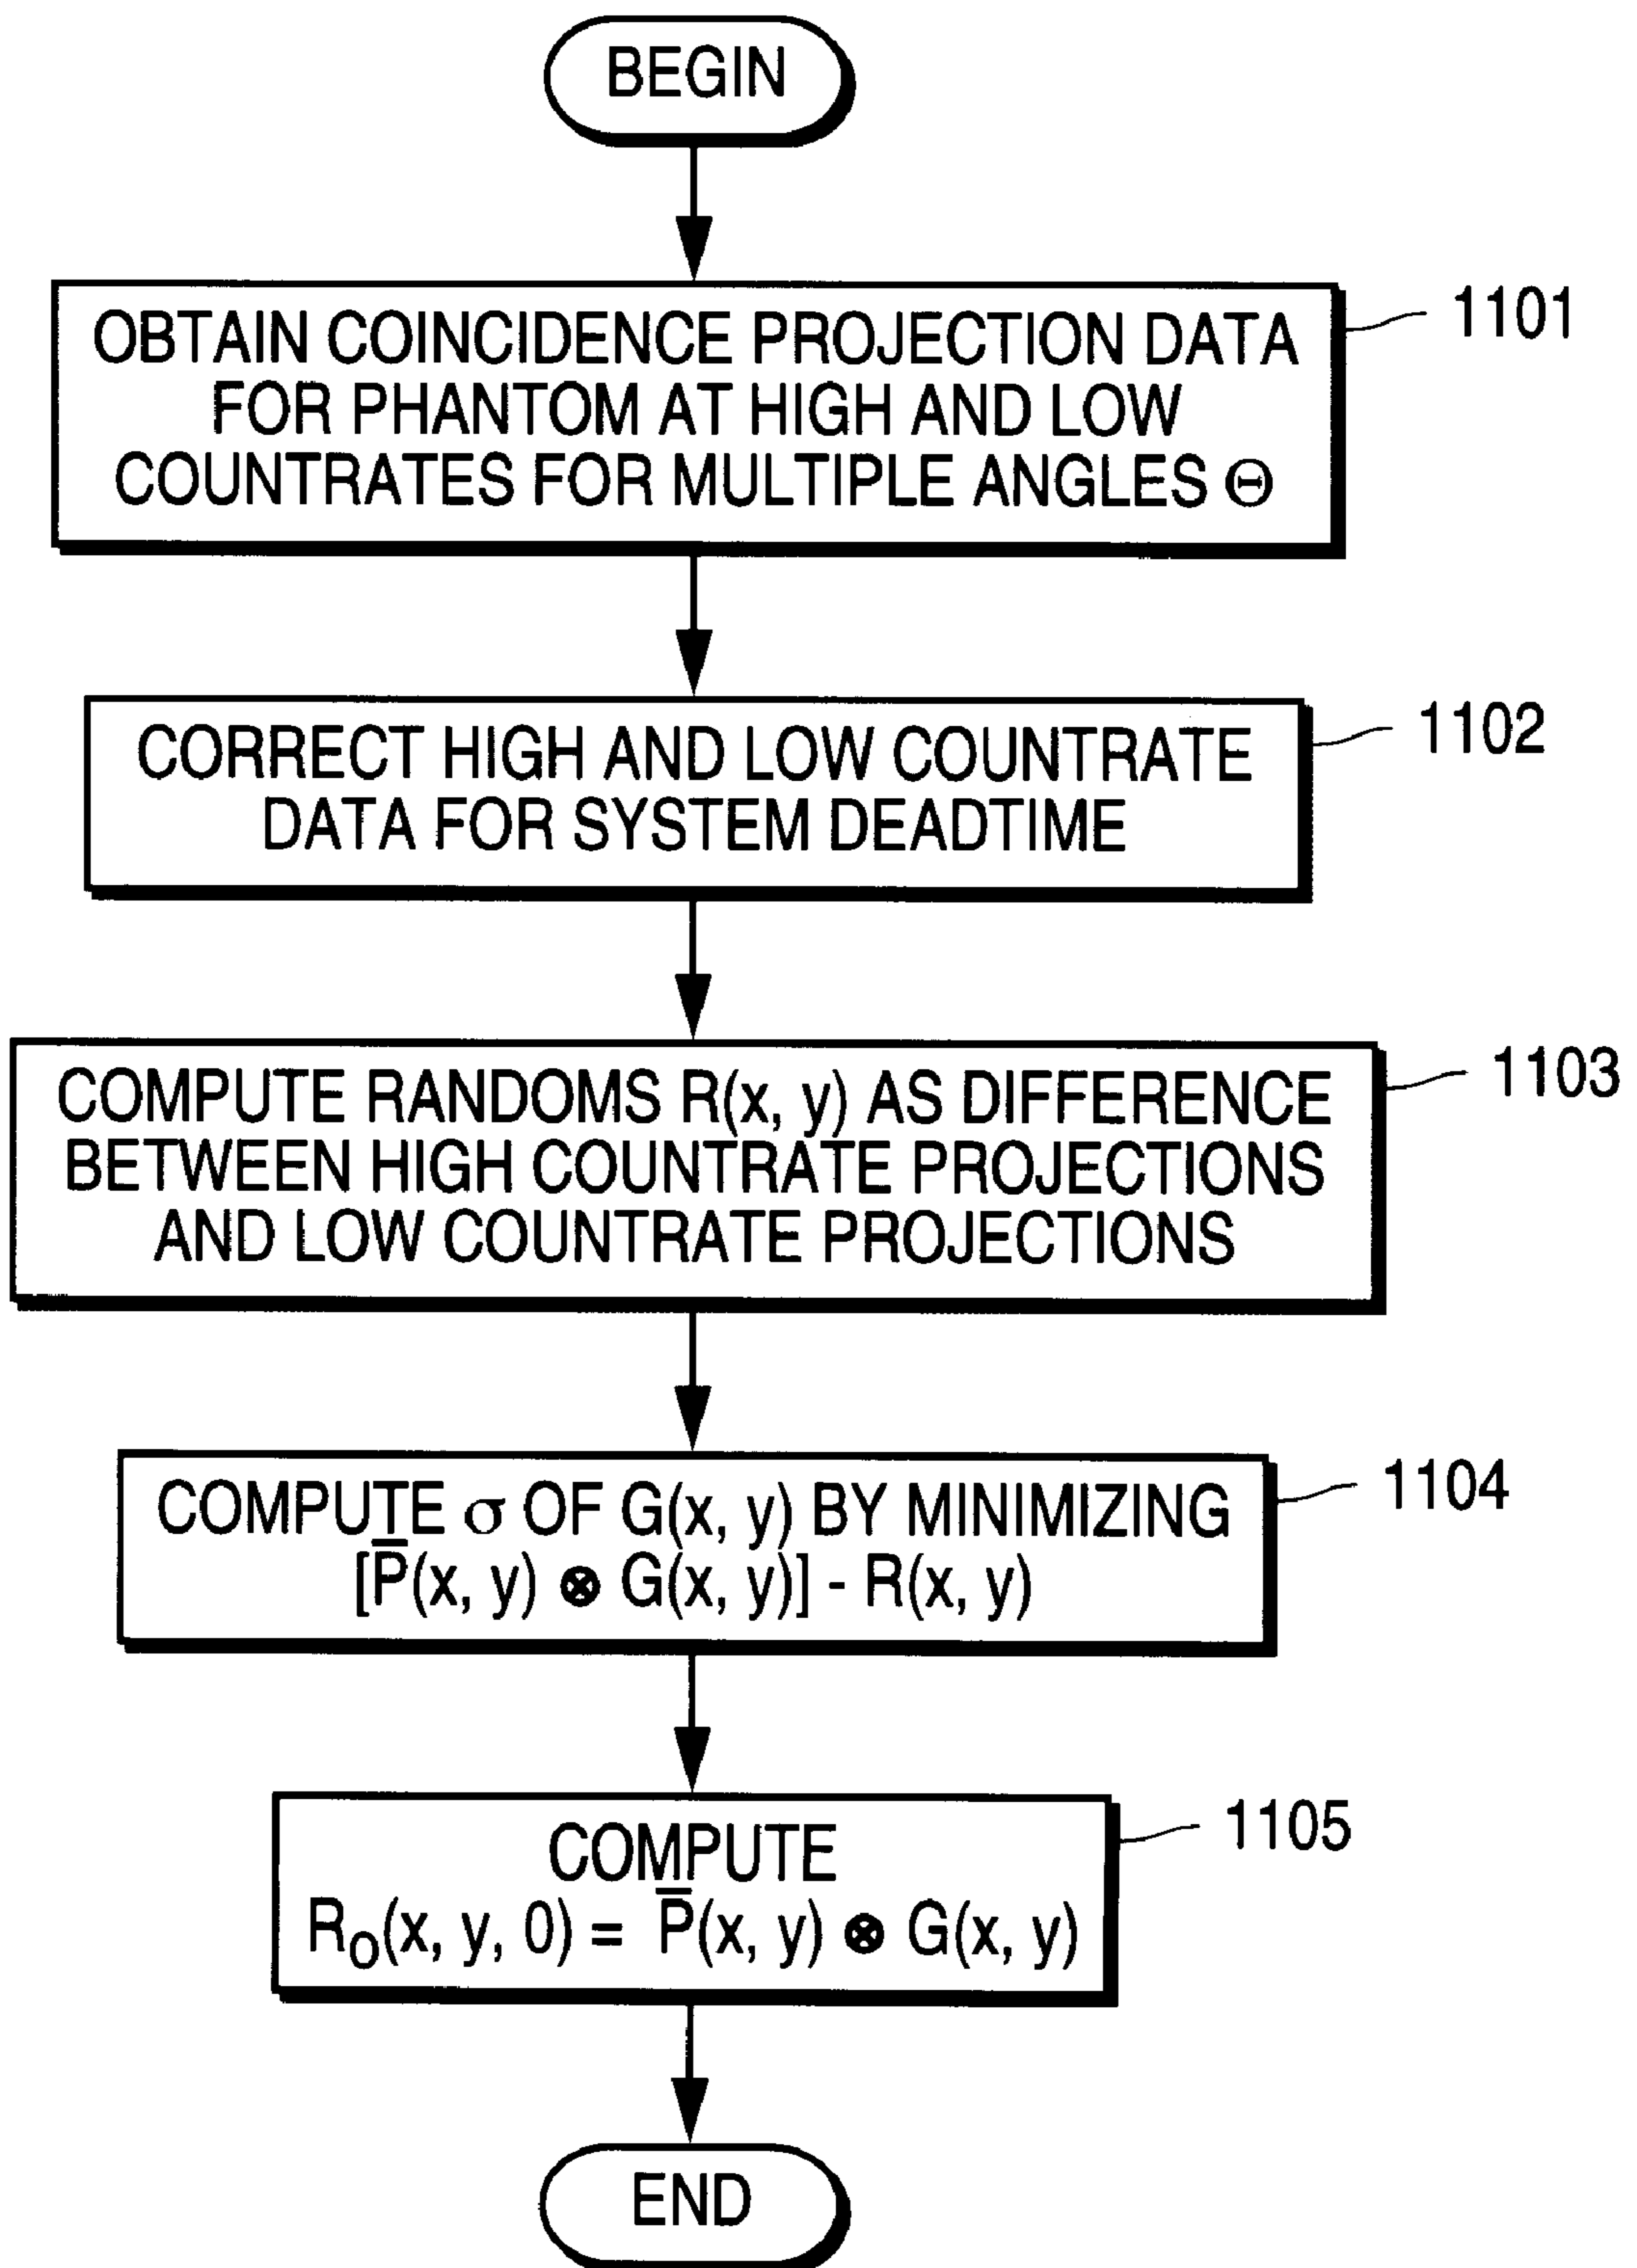 BEGIN
OBTAIN COINCIDENCE PROJECTION DATA
FOR PHANTOM AT HIGH AND LOW
COUNTRATES FOR MULTIPLE ANGLES Θ
1101
CORRECT HIGH AND LOW COUNTRATE
DATA FOR SYSTEM DEADTIME
1102
COMPUTE RANDOMS R(x, y) AS DIFFERENCE
BETWEEN HIGH COUNTRATE PROJECTIONS
AND LOW COUNTRATE PROJECTIONS
1103
COMPUTE σ OF G(x, y) BY MINIMIZING
[P̅(x, y) ⊗ G(x, y)] - R(x, y)
1104
COMPUTE
R₀(x, y, 0) = P̅(x, y) ⊗ G(x, y)
1105
END